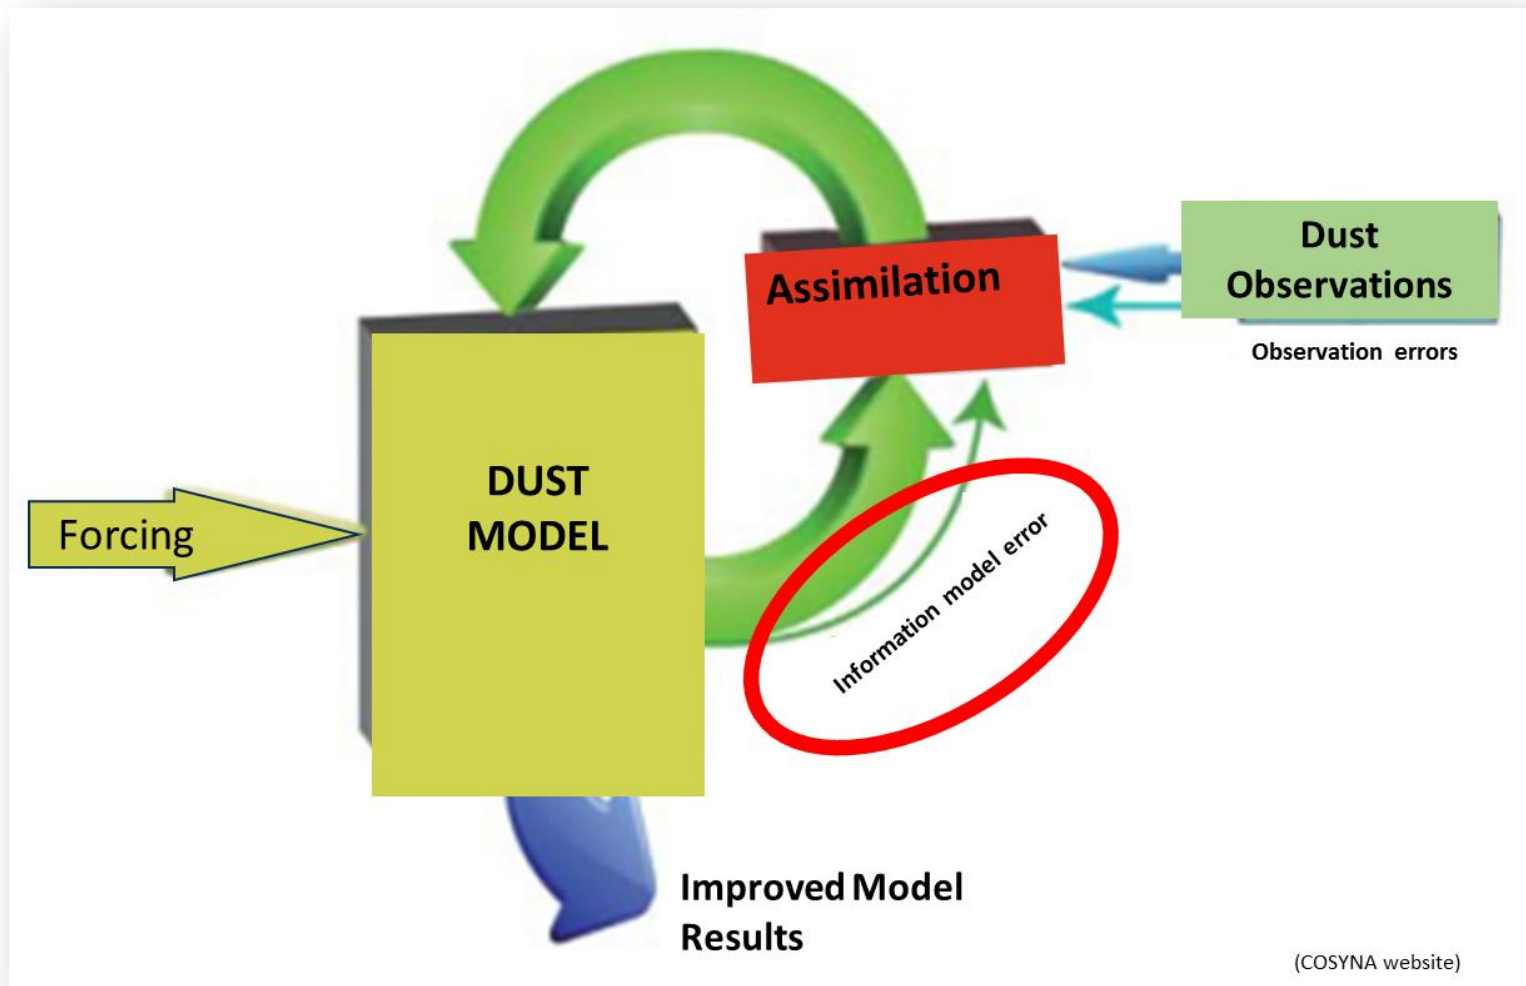 Assimilation
Dust
Observations
Observation errors
DUST
MODEL
Forcing
Information model error
Improved Model
Results
(COSYNA website)